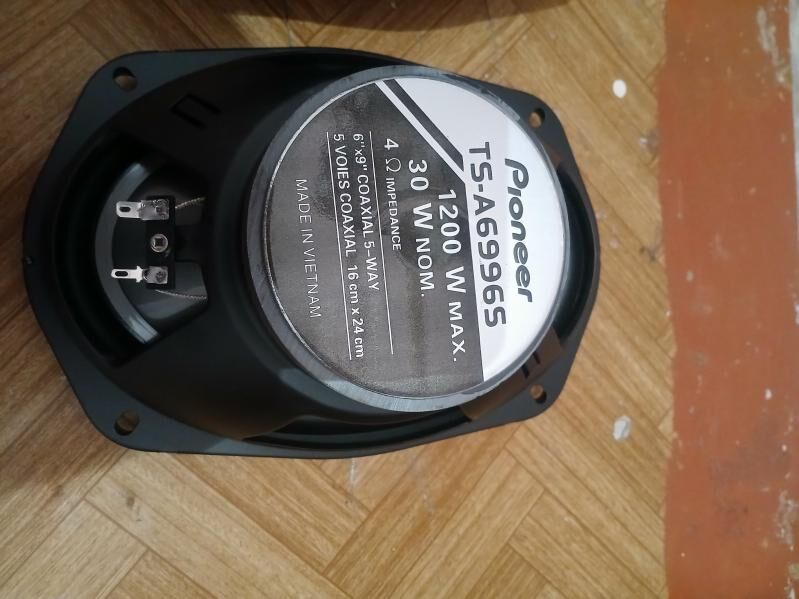 Pioneer
TS-A6996S
1200 W MAX.
30 W NOM.
4 Ω IMPEDANCE
6"x9" COAXIAL 5-WAY
5 VOIES COAXIAL 16 cm x 24 cm
MADE IN VIETNAM